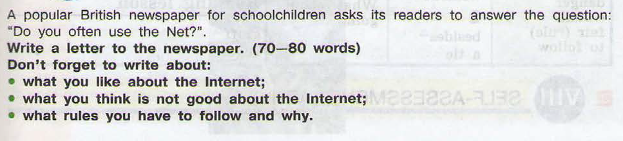 A popular British newspaper for schoolchildren asks its readers to answer the question:
"Do you often use the Net?".
Write a letter to the newspaper. (70—80 words)
Don't forget to write about:
• what you like about the Internet;
• what you think is not good about the Internet;
• what rules you have to follow and why.